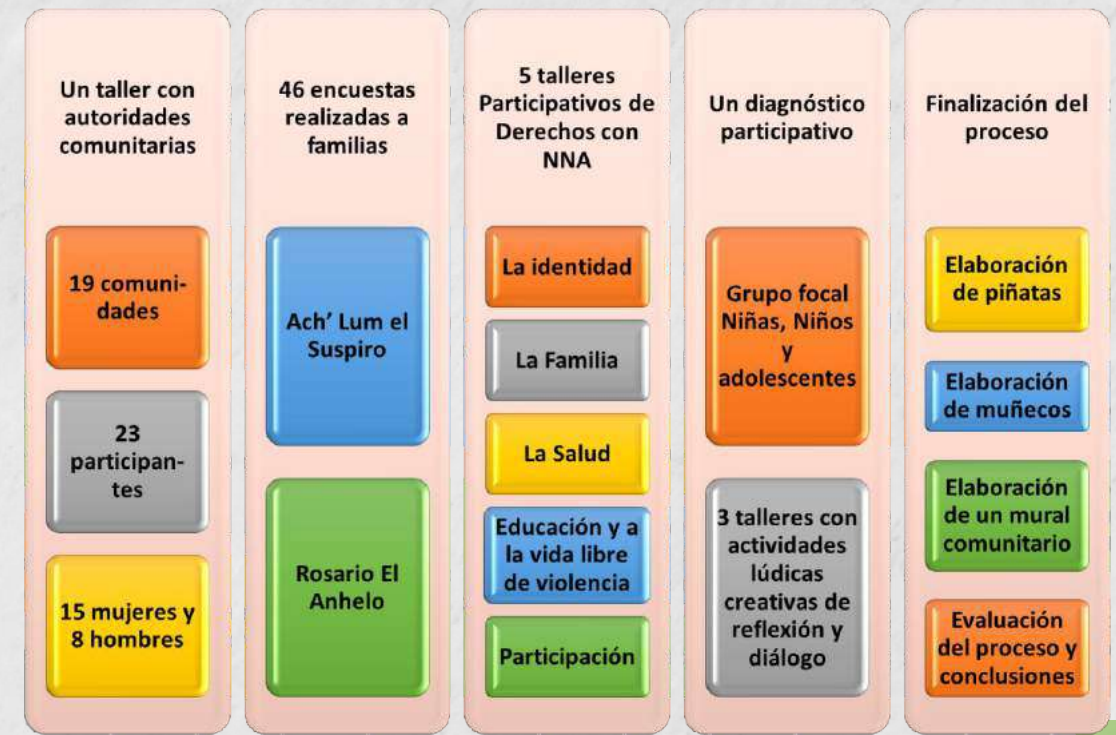 Un taller con
autoridades
comunitarias
19 comuni-
dades
23
participan-
tes
15 mujeres y
8 hombres
46 encuestas
realizadas a
familias
Ach’ Lum el
Suspiro
Rosario El
Anhelo
5 talleres
Participativos de
Derechos con
NNA
La identidad
La Familia
La Salud
Educación y a
la vida libre
de violencia
Participación
Un diagnóstico
participativo
Grupo focal
Niñas, Niños
y
adolescentes
3 talleres con
actividades
lúdicas
creativas de
reflexión y
diálogo
Finalización del
proceso
Elaboración
de piñatas
Elaboración
de muñecos
Elaboración
de un mural
comunitario
Evaluación
del proceso y
conclusiones